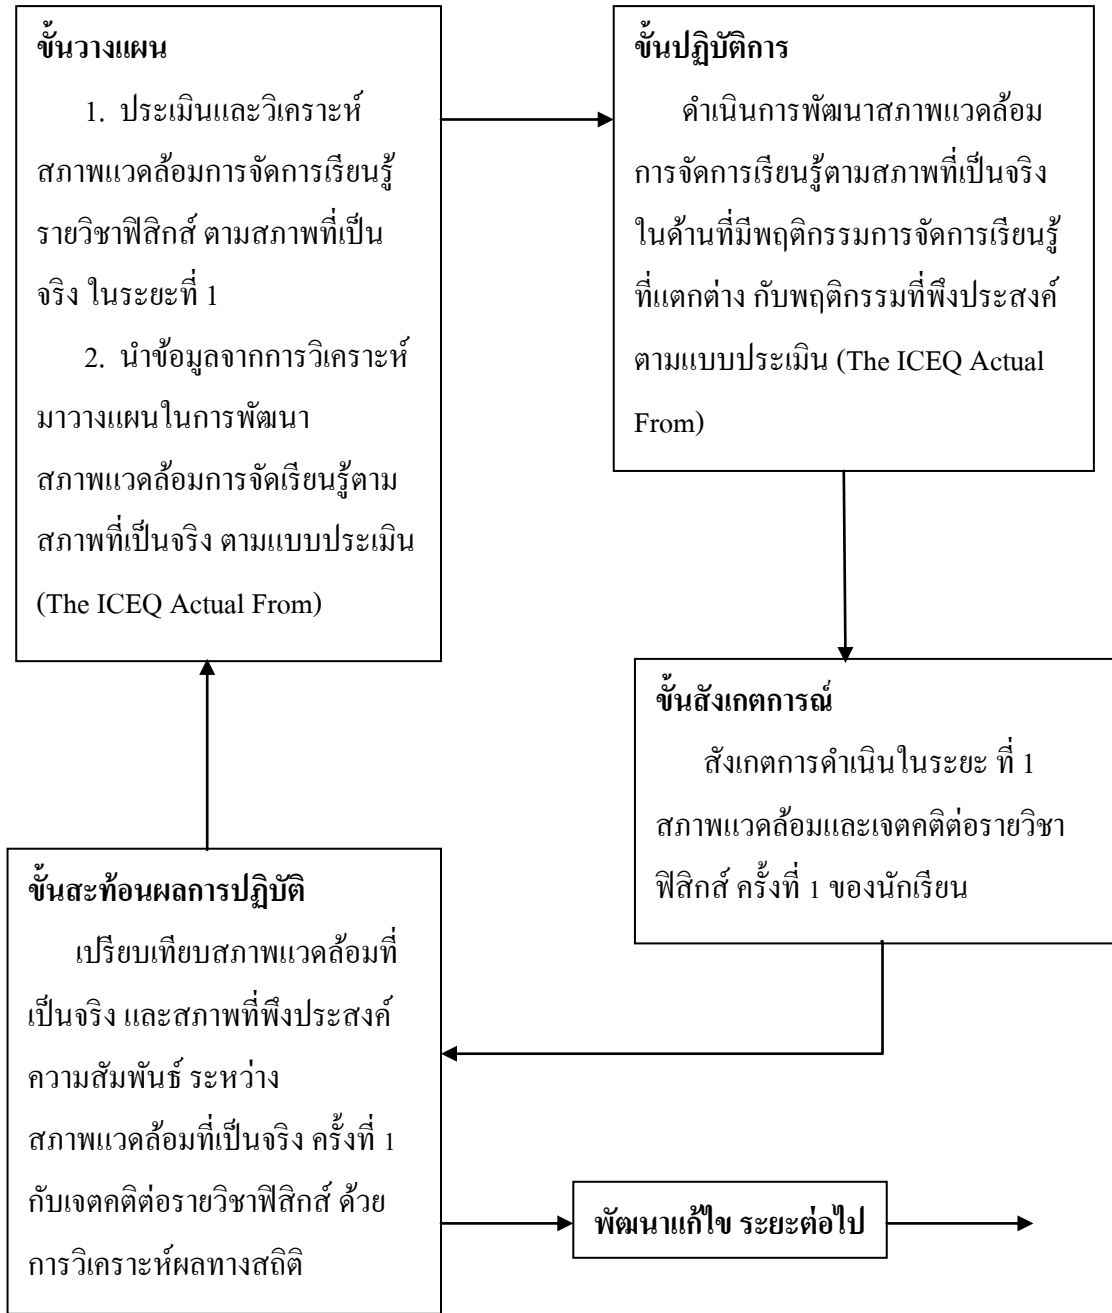 ขั้นวางแผน
1. ประเมินและวิเคราะห์
สภาพแวดล้อมการจัดการเรียนรู้
รายวิชาฟิสิกส์ ตามสภาพที่เป็น
จริง ในระยะที่ 1
2. นำข้อมูลจากการวิเคราะห์
มาวางแผนในการพัฒนา
สภาพแวดล้อมการจัดเรียนรู้ตาม
สภาพที่เป็นจริง ตามแบบประเมิน
(The ICEQ Actual From)
ขั้นปฏิบัติการ
ดำเนินการพัฒนาสภาพแวดล้อม
การจัดการเรียนรู้ตามสภาพที่เป็นจริง
ในด้านที่มีพฤติกรรมการจัดการเรียนรู้
ที่แตกต่าง กับพฤติกรรมที่พึงประสงค์
ตามแบบประเมิน (The ICEQ Actual
From)
ขั้นสังเกตการณ์
สังเกตการดำเนินในระยะ ที่ 1
สภาพแวดล้อมและเจตคติต่อรายวิชา
ฟิสิกส์ ครั้งที่ 1 ของนักเรียน
ขั้นสะท้อนผลการปฏิบัติ
เปรียบเทียบสภาพแวดล้อมที่
เป็นจริง และสภาพที่พึงประสงค์
ความสัมพันธ์ ระหว่าง
สภาพแวดล้อมที่เป็นจริง ครั้งที่ 1
กับเจตคติต่อรายวิชาฟิสิกส์ ด้วย
การวิเคราะห์ผลทางสถิติ
พัฒนาแก้ไข ระยะต่อไป